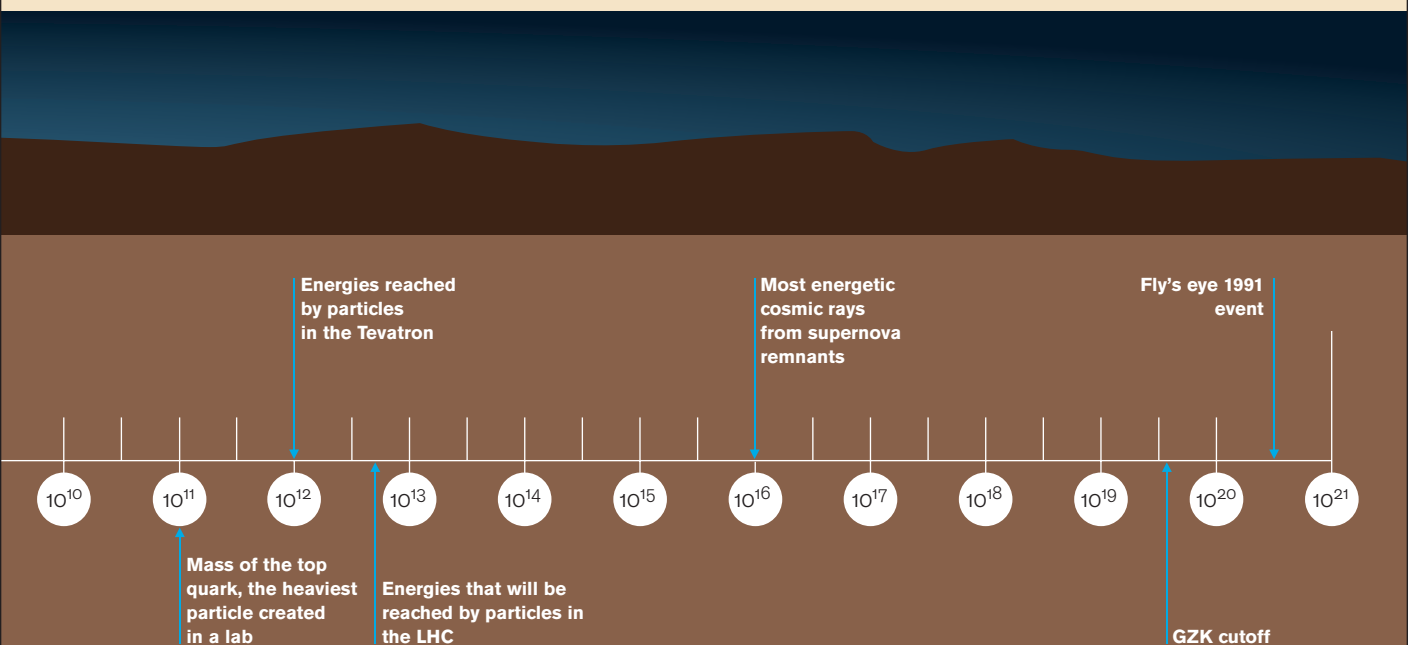 Energies reached
by particles
in the Tevatron
Most energetic
cosmic rays
from supernova
remnants
Fly’s eye 1991
event
10¹⁰
10¹¹
10¹²
10¹³
10¹⁴
10¹⁵
10¹⁶
10¹⁷
10¹⁸
10¹⁹
10²⁰
10²¹
Mass of the top
quark, the heaviest
particle created
in a lab
Energies that will be
reached by particles in
the LHC
GZK cutoff